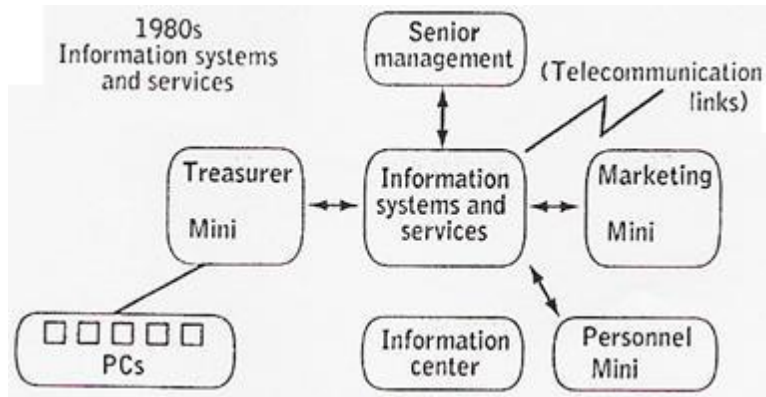 1980s
Information systems
and services
Senior
management
(Telecommunication
links)
Treasurer
Mini
Information
systems and
services
Marketing
Mini
PCs
Information
center
Personnel
Mini